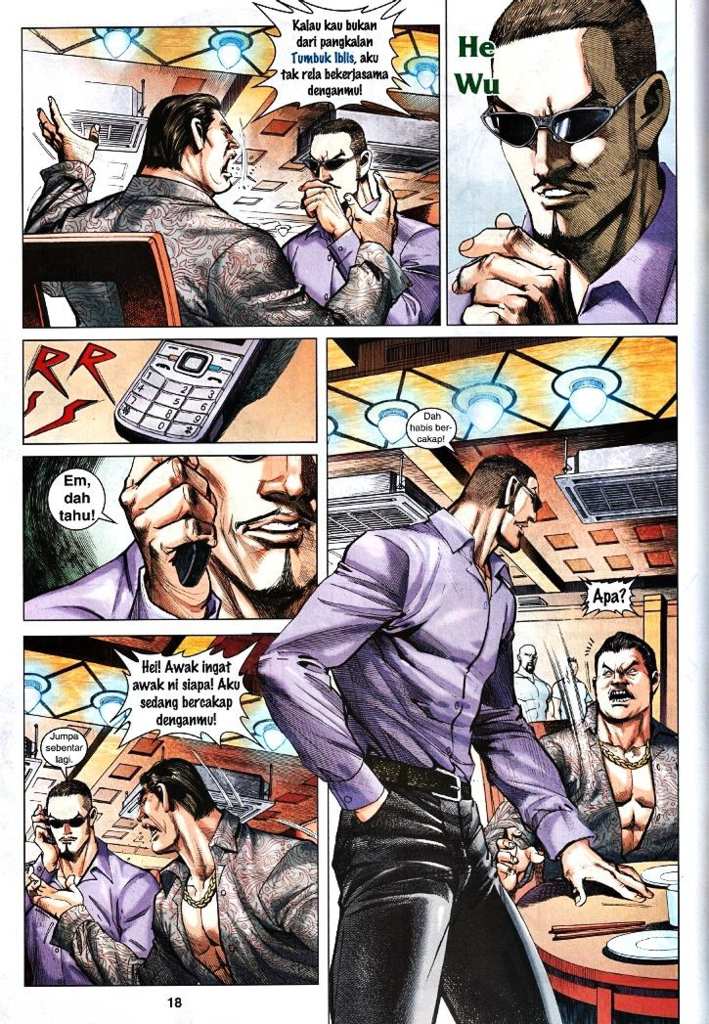 Kalau kau bukan
dari pangkalan
Tumbuk Iblis, aku
tak rela bekerjasama
denganmu!
He
Wu
RR
Em,
dah
tahu!
Hei! Awak ingat
awak ni siapa! Aku
sedang bercakap
denganmu!
Jumpa
sebentar
lagi.
Dah
habis ber-
cakap!
Apa?
18